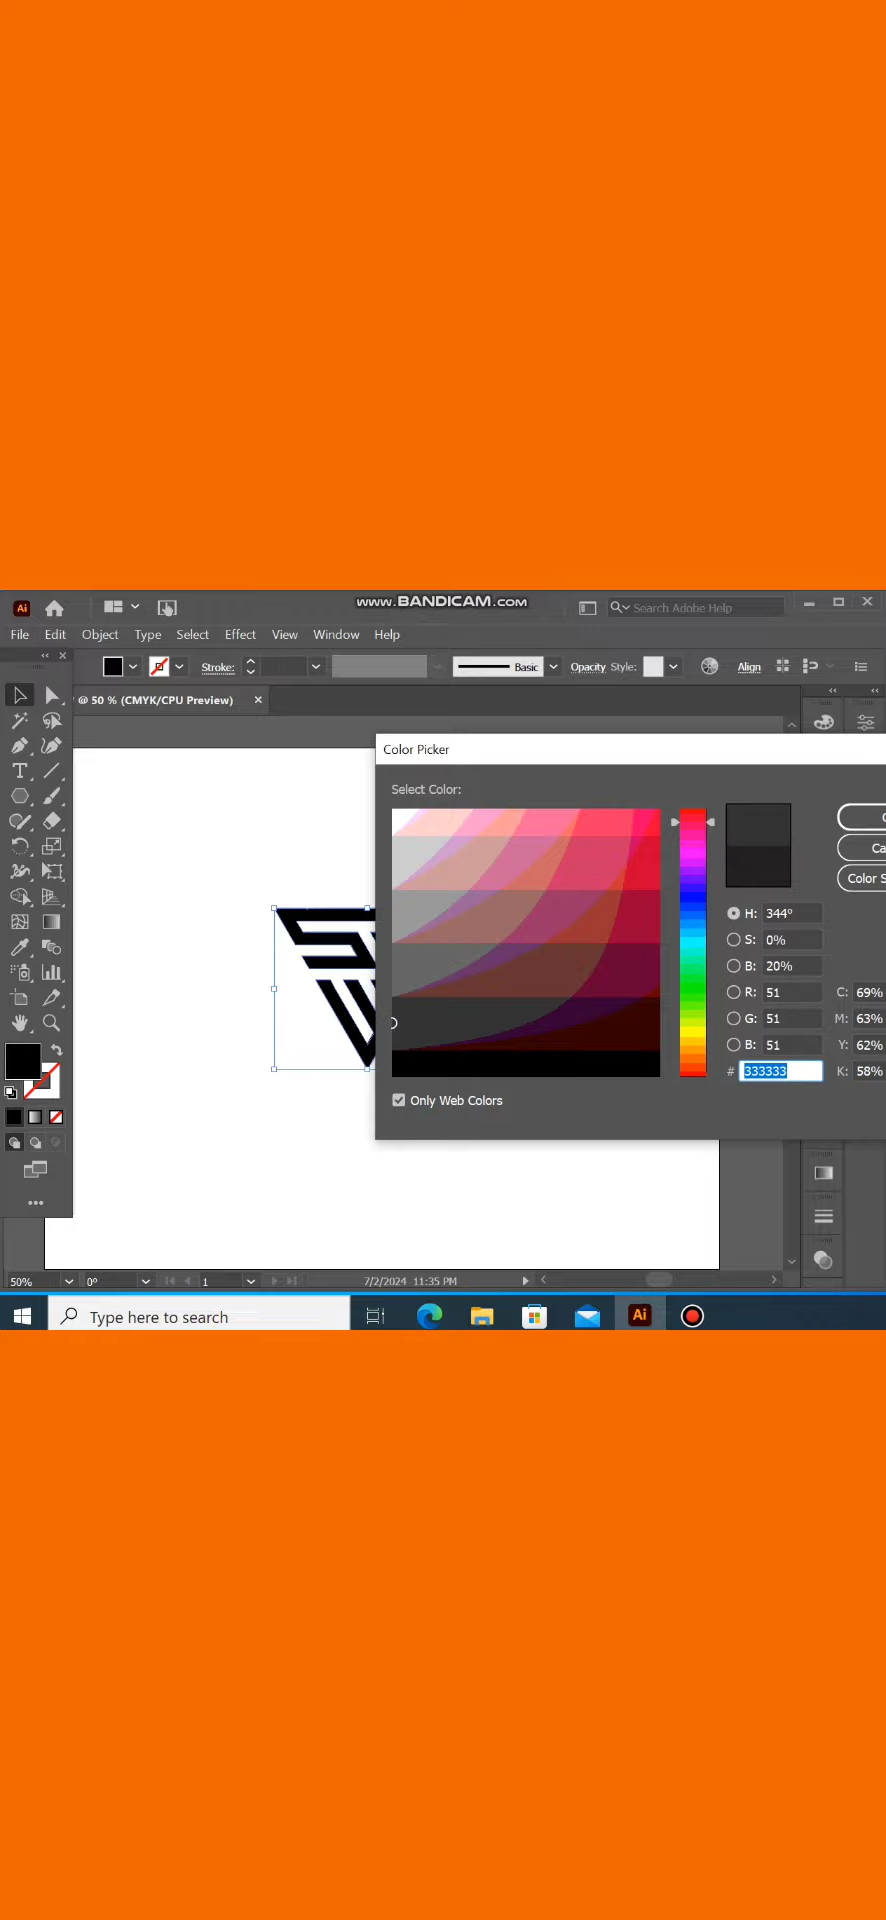 Ai
www.BANDICAM.com
Search Adobe Help
File Edit Object Type Select Effect View Window Help
Stroke: Basic Opacity Style: Align
@ 50 % (CMYK/CPU Preview)
Color Picker
Select Color:
Ca
Color S
H: 344°
S: 0%
B: 20%
R: 51 C: 69%
G: 51 M: 63%
B: 51 Y: 62%
# 333333 K: 58%
Only Web Colors
50% 0° 1 7/2/2024 11:35 PM
Type here to search Ai